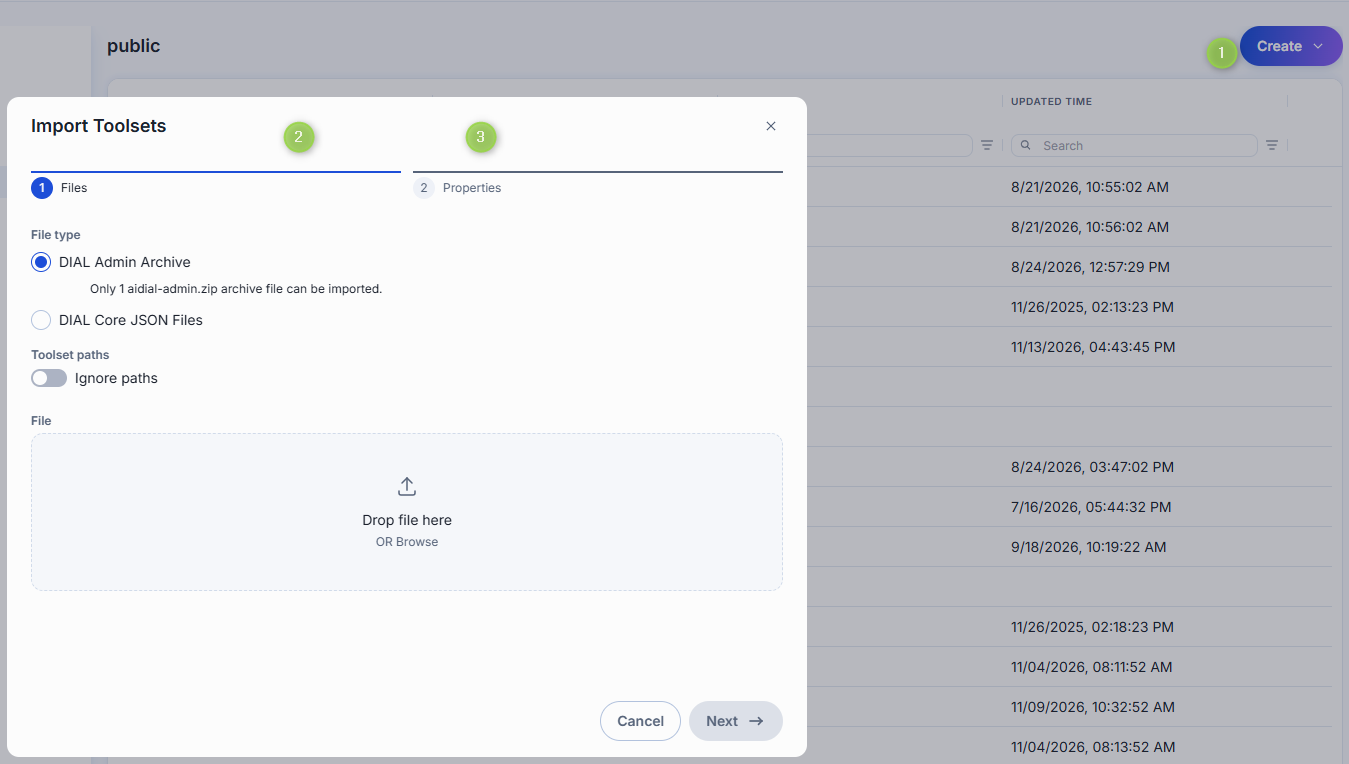 public
1
Create
Import Toolsets
2
3
UPDATED TIME
Search
1 Files
2 Properties
File type
DIAL Admin Archive
Only 1 aidial-admin.zip archive file can be imported.
DIAL Core JSON Files
Toolset paths
Ignore paths
File
Drop file here
OR Browse
Cancel
Next
8/21/2026, 10:55:02 AM
8/21/2026, 10:56:02 AM
8/24/2026, 12:57:29 PM
11/26/2025, 02:13:23 PM
11/13/2026, 04:43:45 PM
8/24/2026, 03:47:02 PM
7/16/2026, 05:44:32 PM
9/18/2026, 10:19:22 AM
11/26/2025, 02:18:23 PM
11/04/2026, 08:11:52 AM
11/09/2026, 10:32:52 AM
11/04/2026, 08:13:52 AM